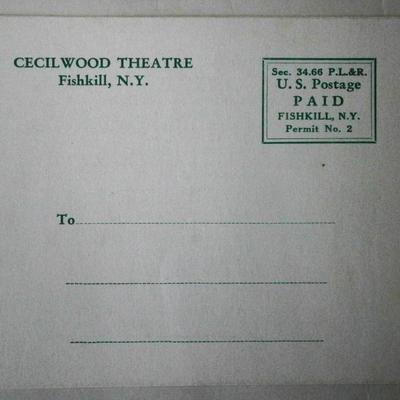 CECILWOOD THEATRE
Fishkill, N.Y.
Sec. 34.66 P.L.&R.
U. S. Postage
PAID
FISHKILL, N.Y.
Permit No. 2
To